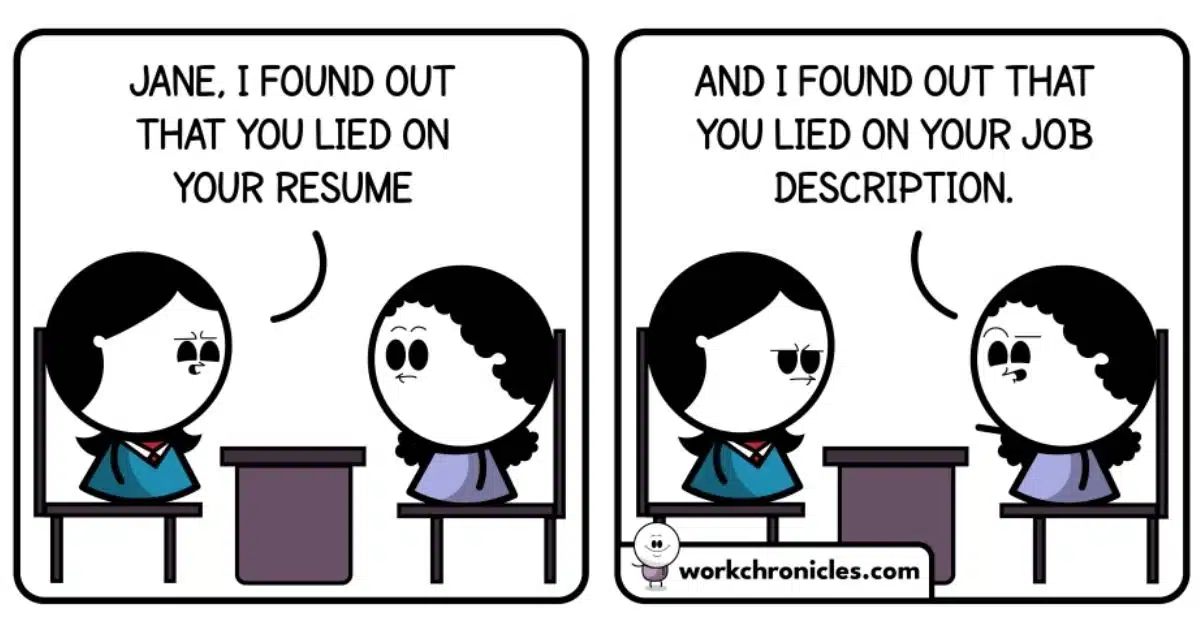 JANE, I FOUND OUT
THAT YOU LIED ON
YOUR RESUME
AND I FOUND OUT THAT
YOU LIED ON YOUR JOB
DESCRIPTION.
workchronicles.com